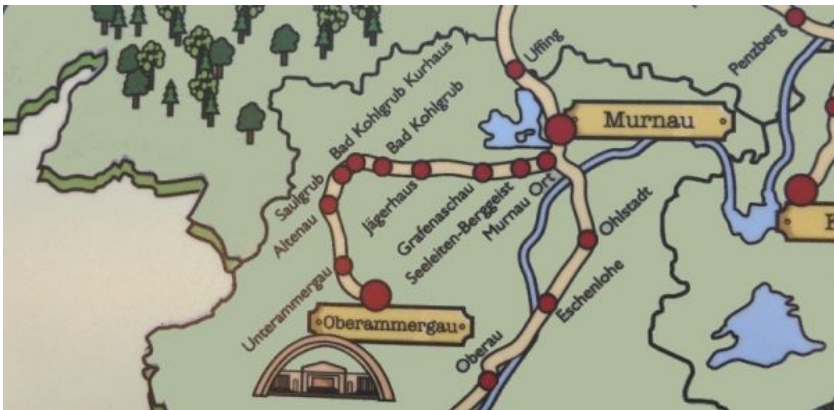 Uffing
Penzberg
Murnau
Bad Kohlgrub Kurhaus
Bad Kohlgrub
Saulgrub
Altenau
Jägerhaus
Grafenaschau
Seeleiten-Berggeist
Murnau Ort
Ohlstadt
Unterammergau
Oberammergau
Eschenlohe
Oberau